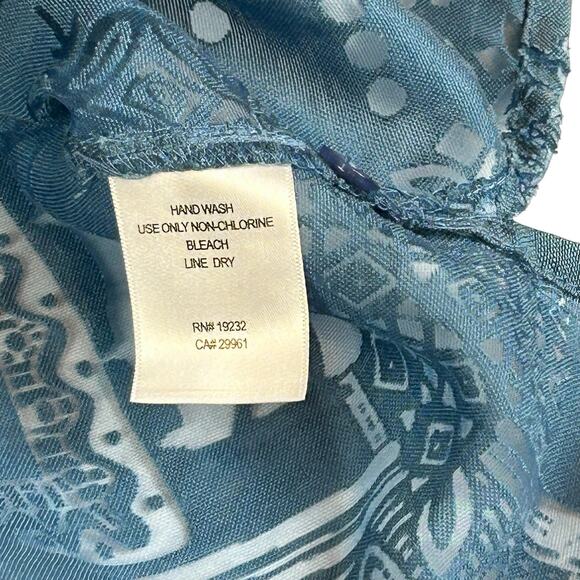 HAND WASH
USE ONLY NON-CHLORINE
BLEACH
LINE DRY
RN# 19232
CA# 29961